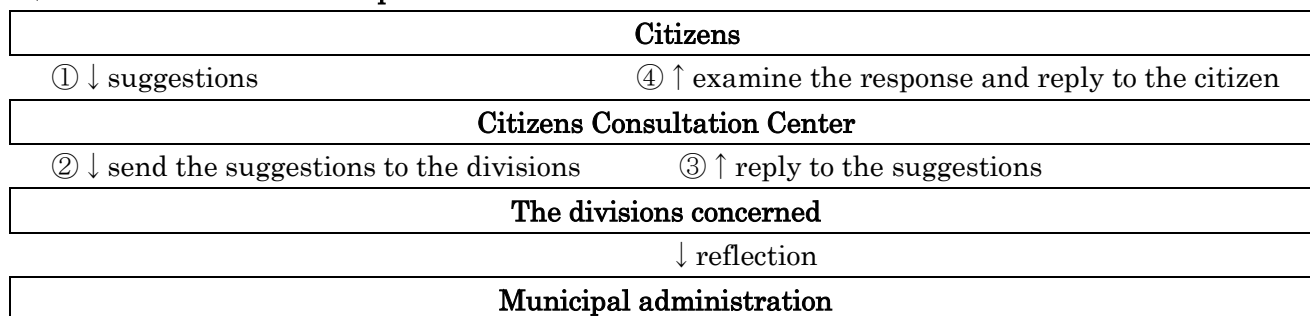 Citizens
① ↓ suggestions ④ ↑ examine the response and reply to the citizen
Citizens Consultation Center
② ↓ send the suggestions to the divisions ③ ↑ reply to the suggestions
The divisions concerned
↓ reflection
Municipal administration